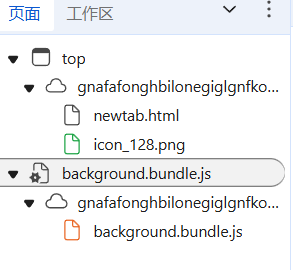 页面 工作区
top
gnafafonghbilonegiglgnfko...
newtab.html
icon_128.png
background.bundle.js
gnafafonghbilonegiglgnfko...
background.bundle.js